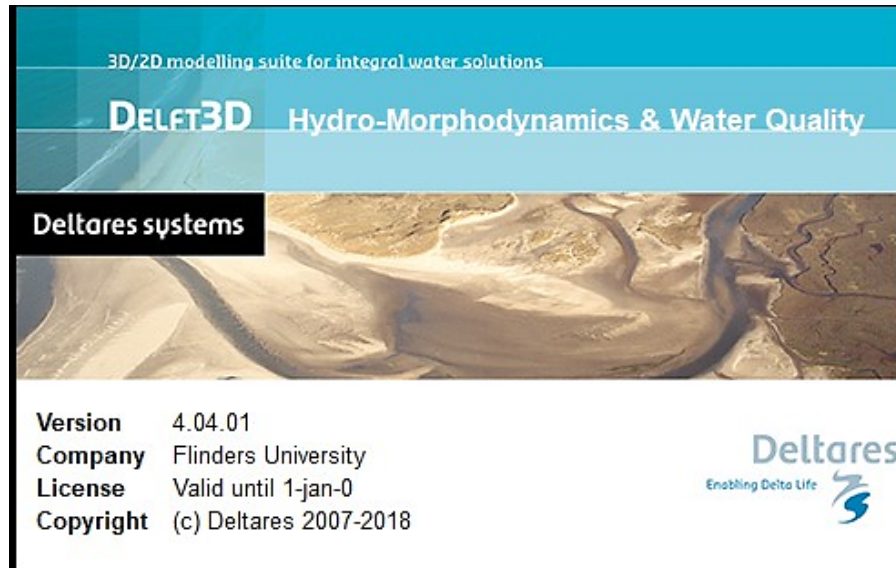 3D/2D modelling suite for integral water solutions
DELFT3D Hydro-Morphodynamics & Water Quality
Deltares systems
Version 4.04.01
Company Flinders University
License Valid until 1-jan-0
Copyright (c) Deltares 2007-2018
Deltares
Enabling Delta Life